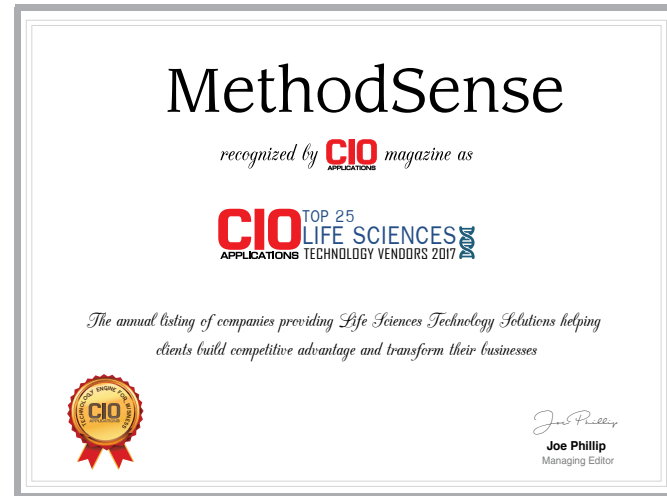 MethodSense
recognized by CIO APPLICATIONS magazine as
CIO APPLICATIONS
TOP 25
LIFE SCIENCES
TECHNOLOGY VENDORS 2017
The annual listing of companies providing Life Sciences Technology Solutions helping
clients build competitive advantage and transform their businesses
TECHNOLOGY ENGINE FOR BUSINESS
CIO
APPLICATIONS
Joe Phillip
Joe Phillip
Managing Editor